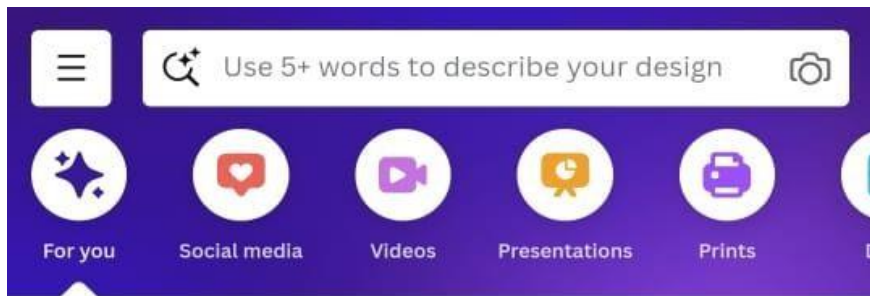 Use 5+ words to describe your design
For you
Social media
Videos
Presentations
Prints